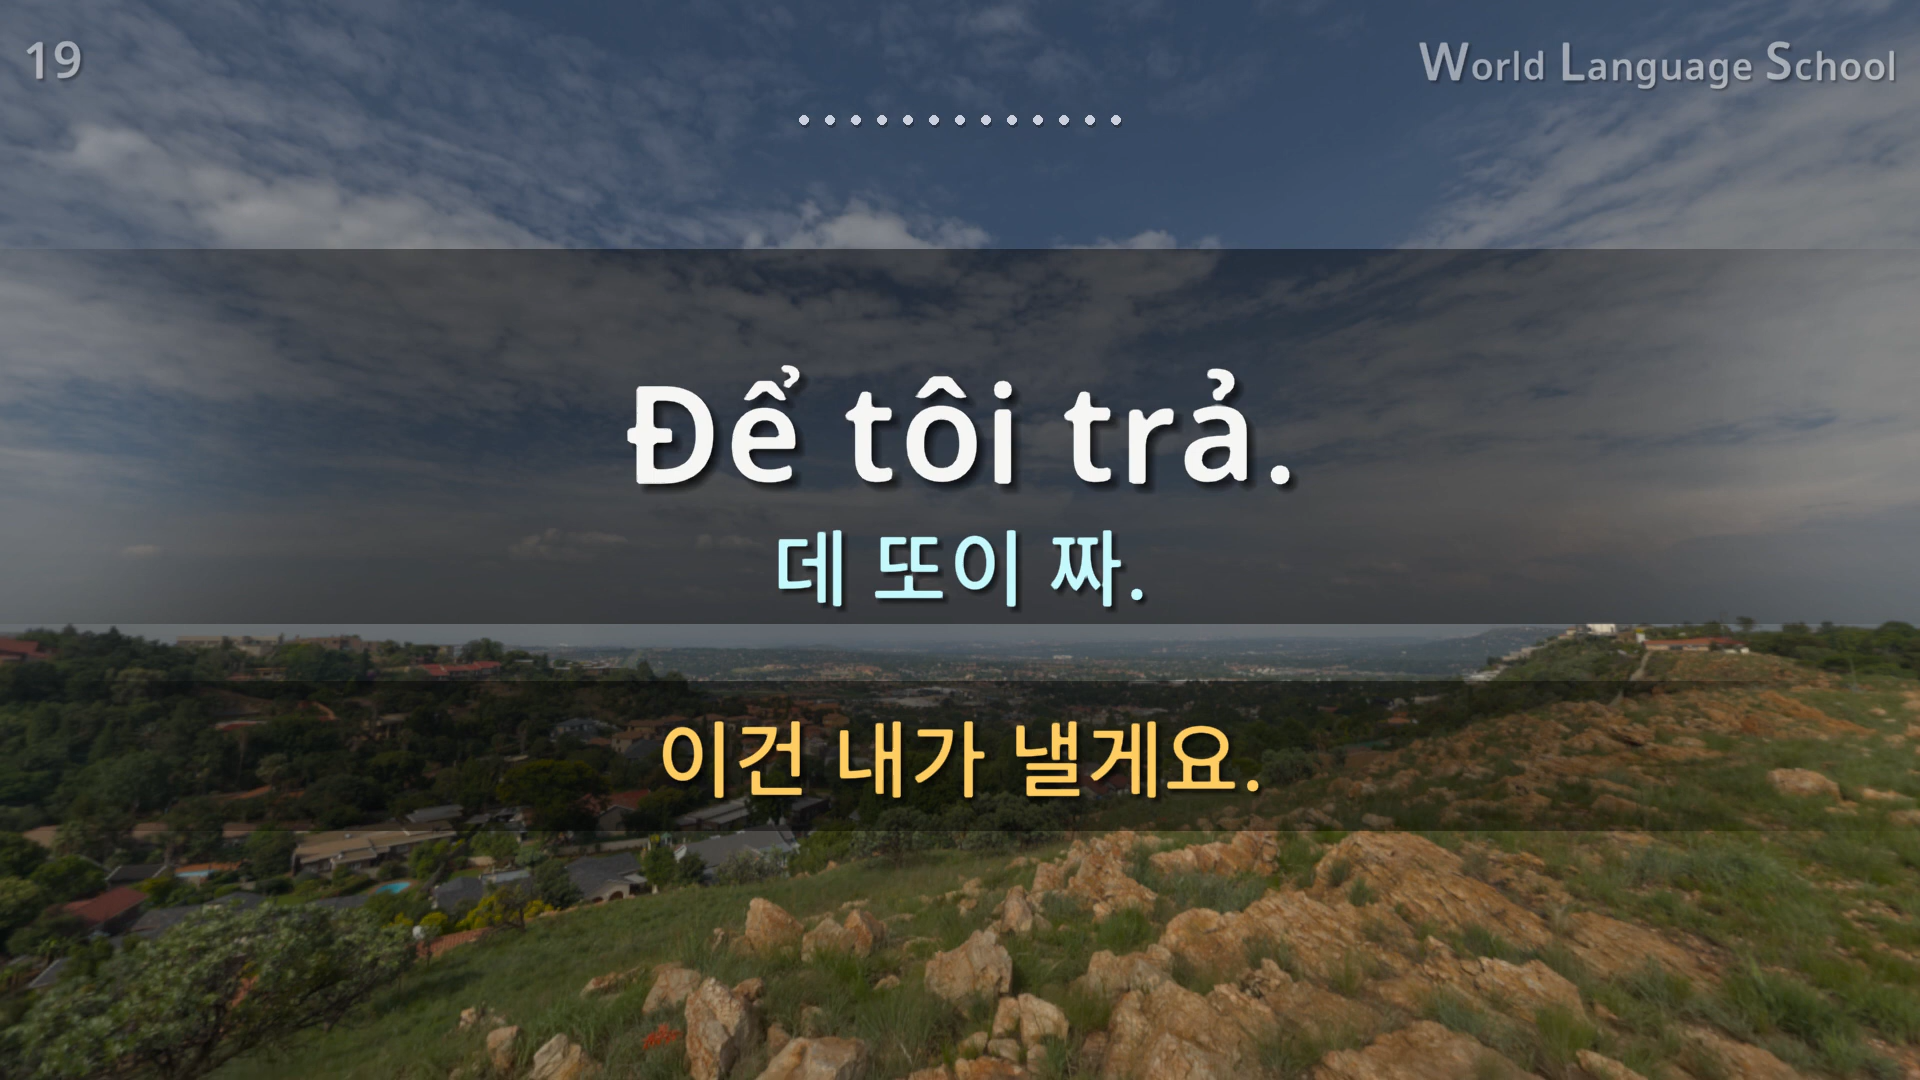 19
World Language School
Để tôi trả.
데 또이 짜.
이건 내가 낼게요.